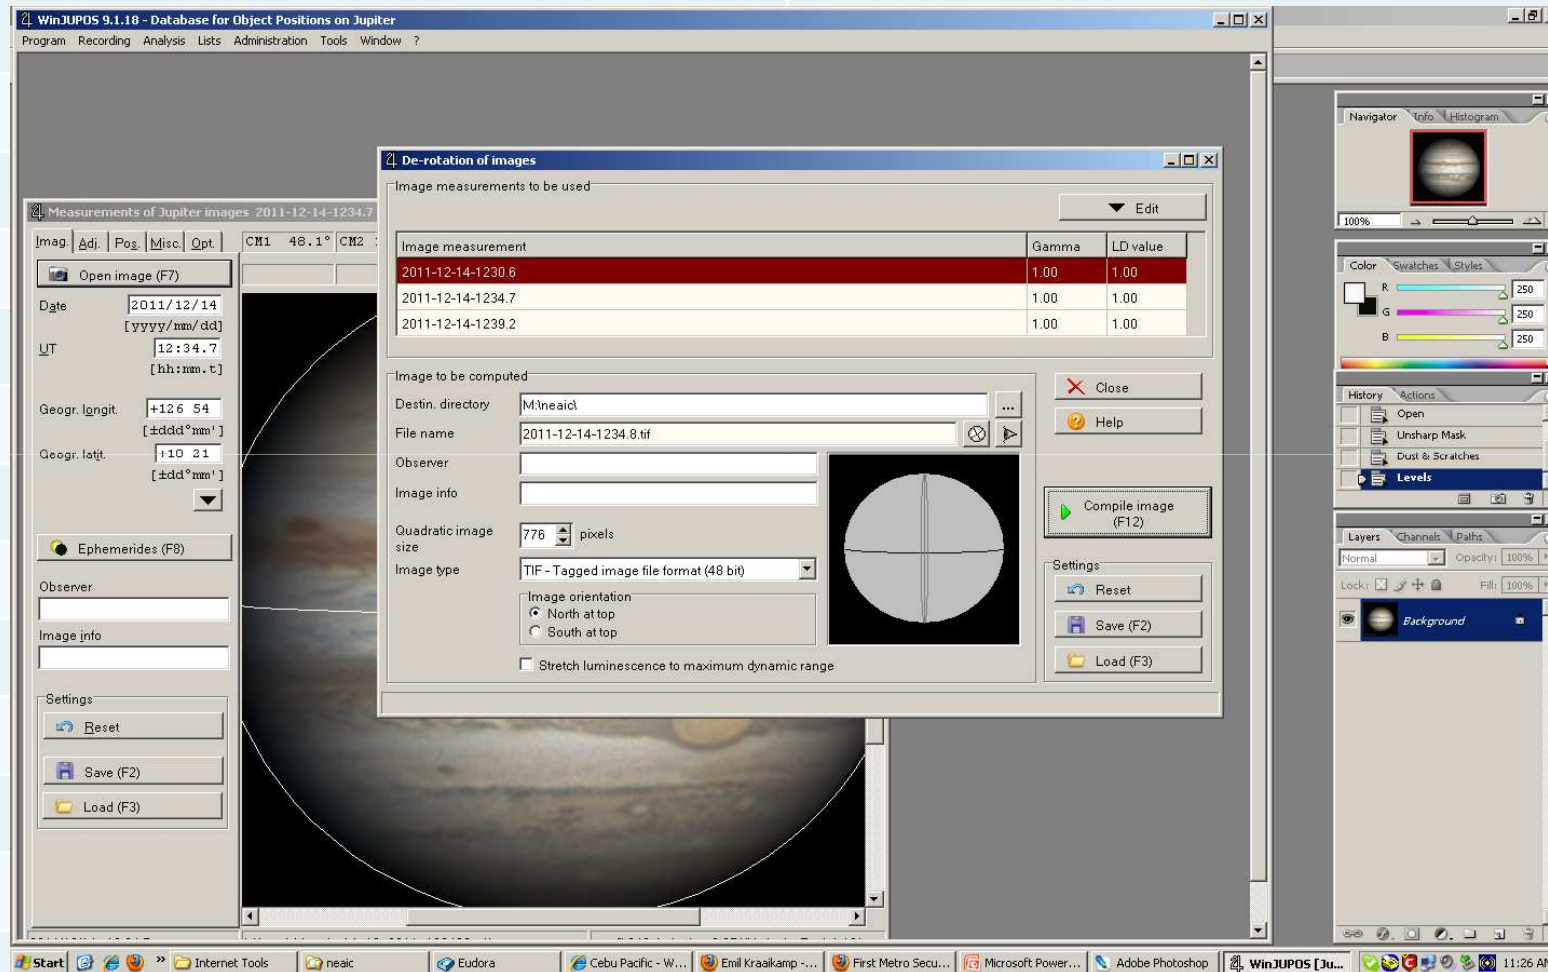 WinJUPOS 9.1.18 - Database for Object Positions on Jupiter
Program Recording Analysis Lists Administration Tools Window ?
Measurements of Jupiter images 2011-12-14-1234.7
Imag. Adj. Pos. Misc. Opt.
CM1 48.1° CM2
Open image (F7)
Date 2011/12/14
[yyyy/mm/dd]
UT 12:34.7
[hh:mm.t]
Geogr. longit. +126 54
[±ddd°mm']
Geogr. latit. +10 21
[±dd°mm']
Ephemerides (F8)
Observer
Image info
Settings
Reset
Save (F2)
Load (F3)
De-rotation of images
Image measurements to be used
Edit
Image measurement Gamma LD value
2011-12-14-1230.6 1.00 1.00
2011-12-14-1234.7 1.00 1.00
2011-12-14-1239.2 1.00 1.00
Image to be computed
Destin. directory M:\neaic\ ...
File name 2011-12-14-1234.8.tif
Observer
Image info
Quadratic image
size
776 pixels
Image type TIF - Tagged image file format (48 bit)
Image orientation
North at top
South at top
Stretch luminescence to maximum dynamic range
Close
Help
Compile image
(F12)
Settings
Reset
Save (F2)
Load (F3)
Navigator Info Histogram
100%
Color Swatches Styles
R 250
G 250
B 250
History Actions
Open
Unsharp Mask
Dust & Scratches
Levels
Layers Channels Paths
Normal Opacity: 100%
Lock: Fill: 100%
Background
Start » Internet Tools neaic Eudora Cebu Pacific - W... Emil Kraaikamp -... First Metro Secu... Microsoft Power... Adobe Photoshop WinJUPOS [Ju... 11:26 AM